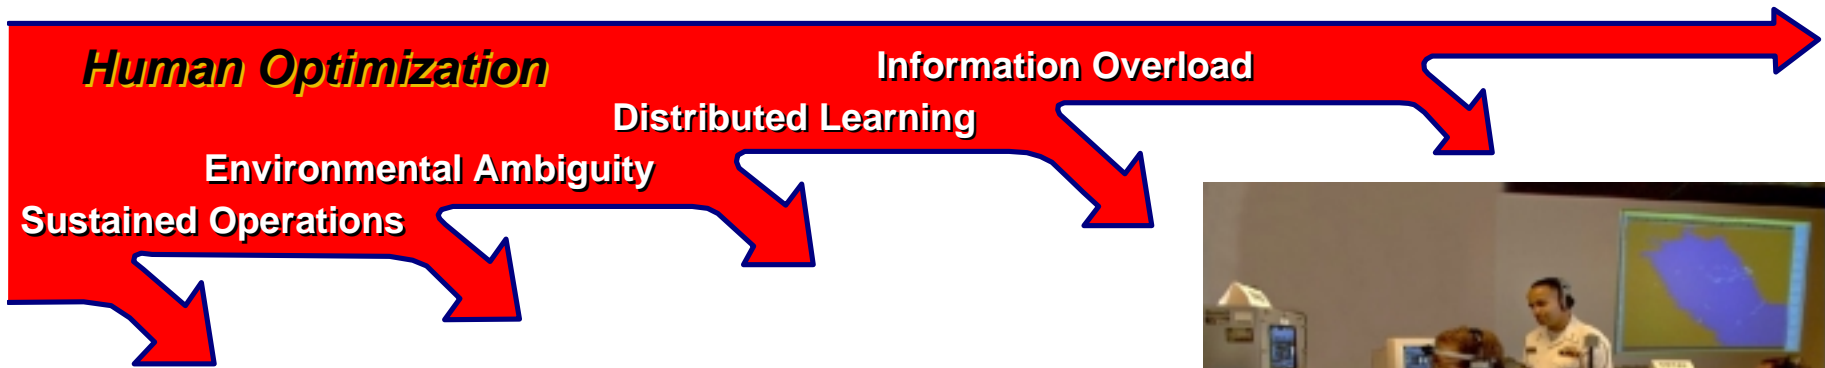 Human Optimization
Information Overload
Distributed Learning
Environmental Ambiguity
Sustained Operations